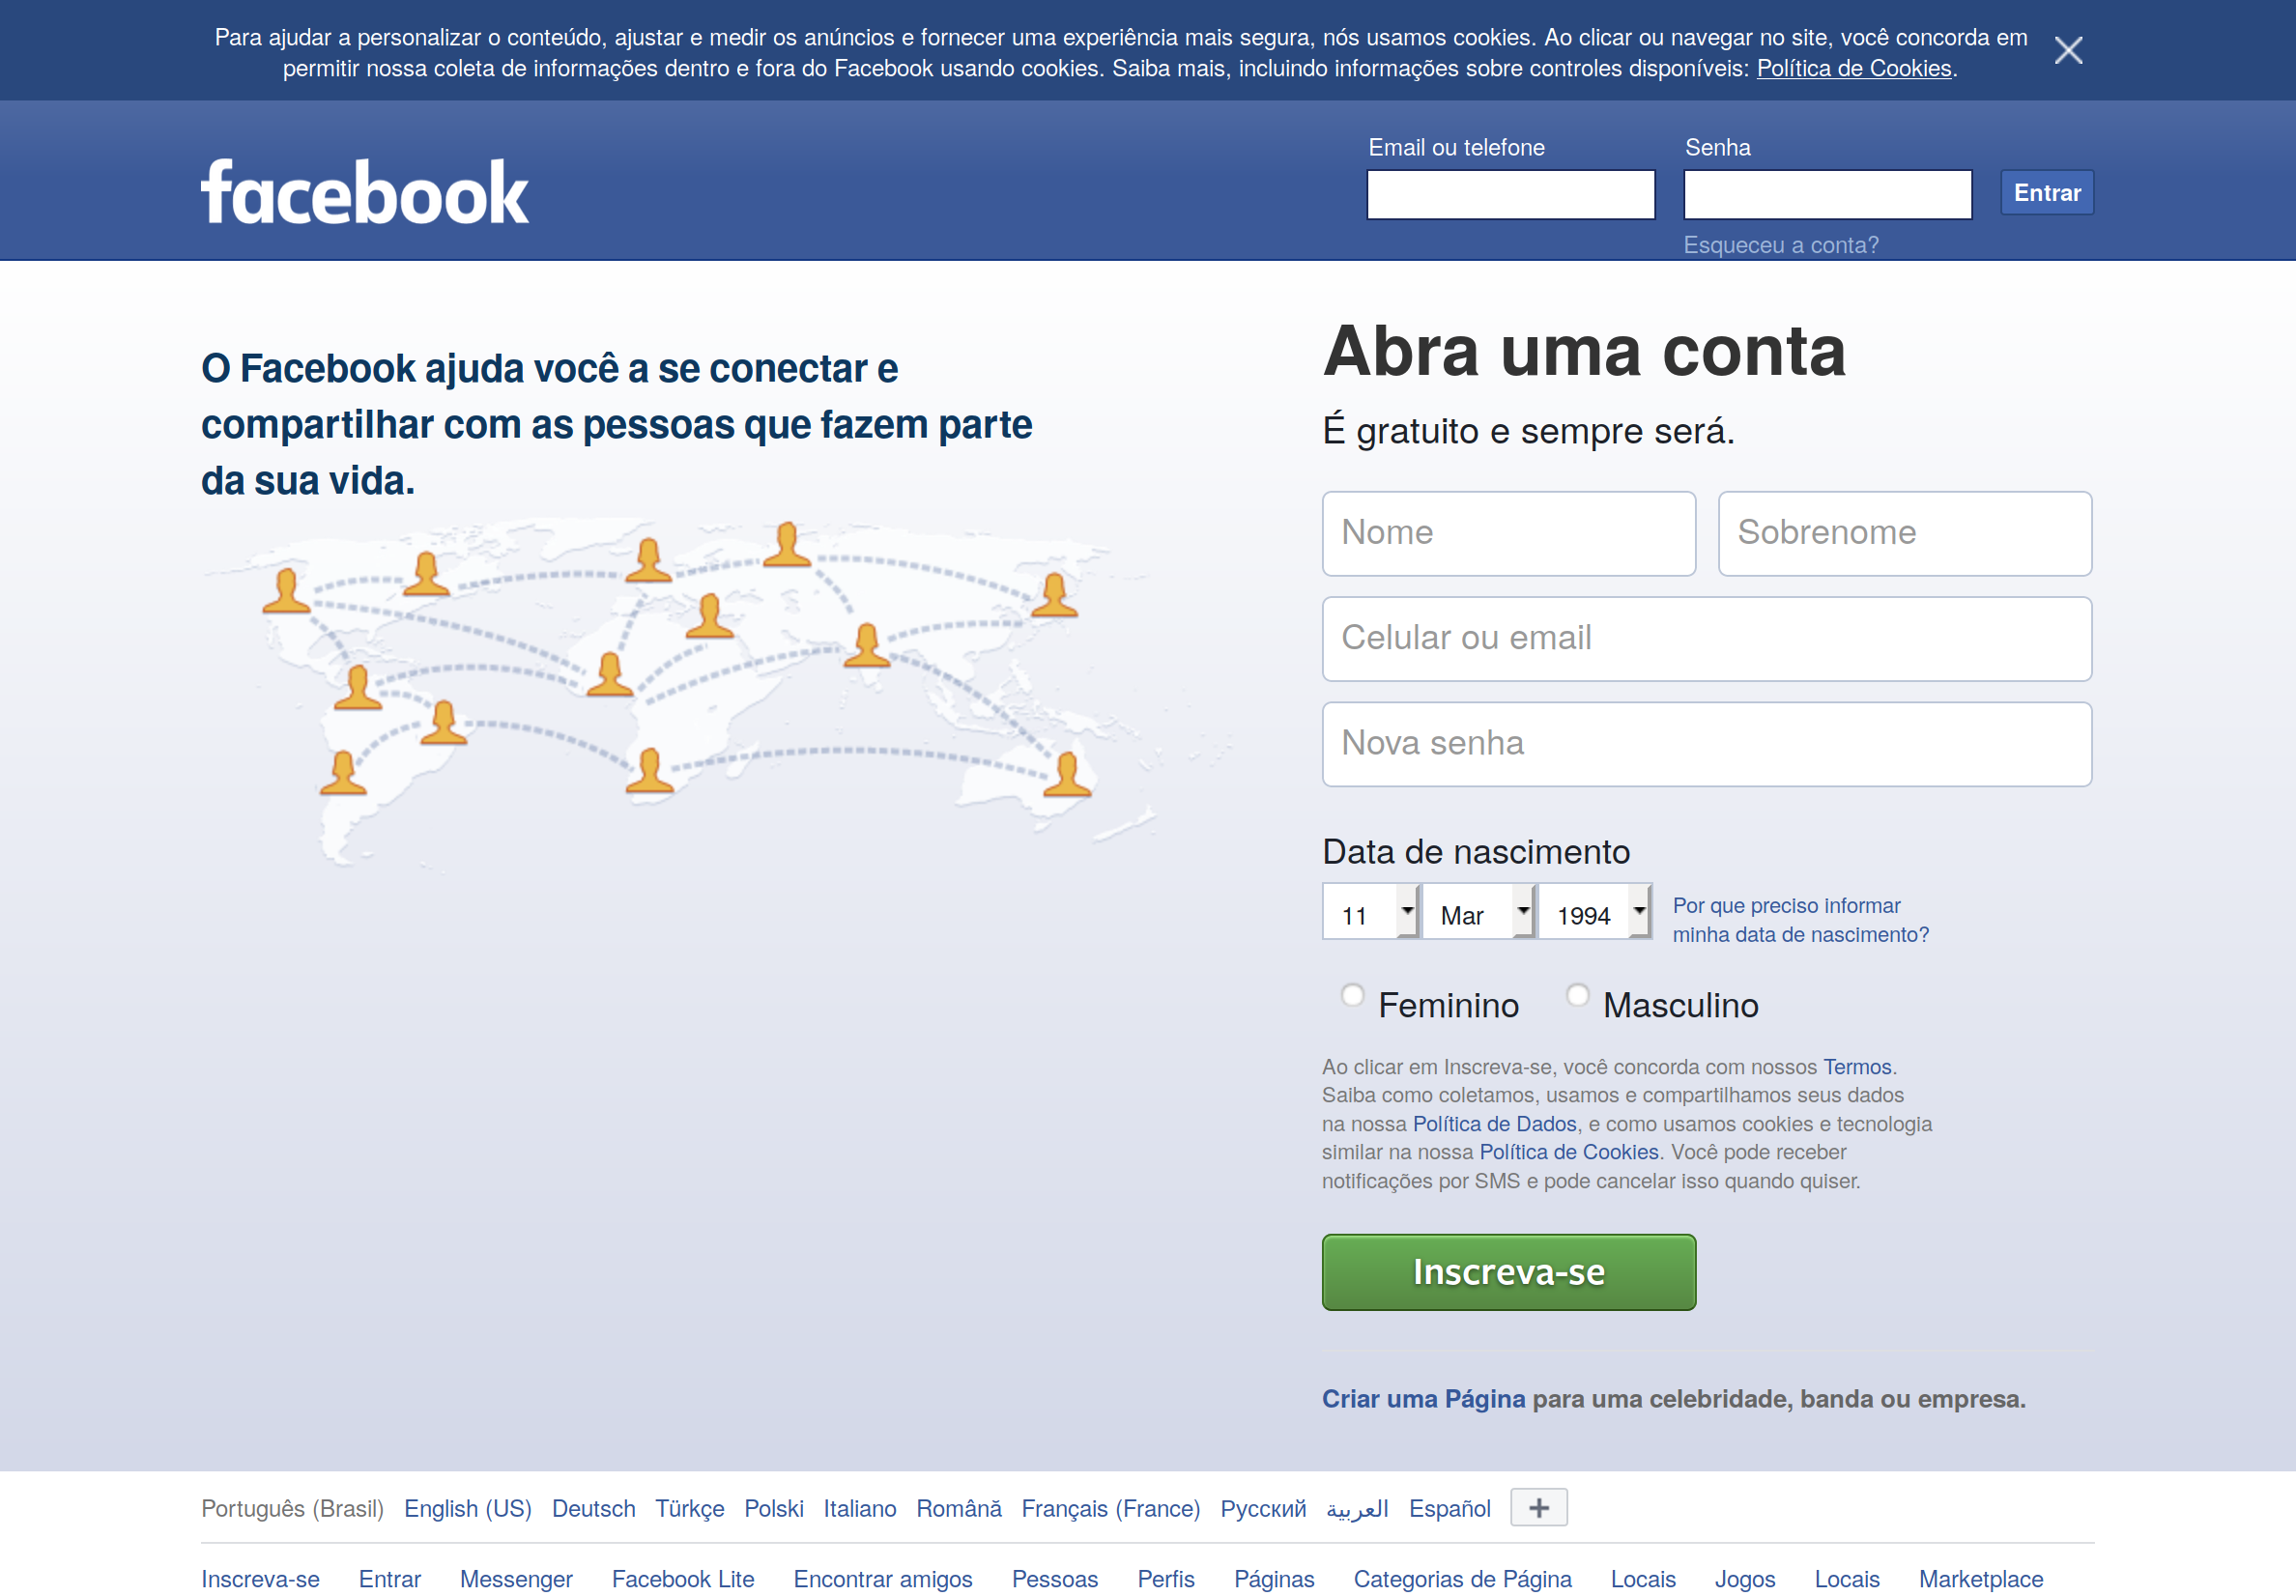 Para ajudar a personalizar o conteúdo, ajustar e medir os anúncios e fornecer uma experiência mais segura, nós usamos cookies. Ao clicar ou navegar no site, você concorda em
permitir nossa coleta de informações dentro e fora do Facebook usando cookies. Saiba mais, incluindo informações sobre controles disponíveis: Política de Cookies.
facebook
Email ou telefone
Senha
Entrar
Esqueceu a conta?
O Facebook ajuda você a se conectar e
compartilhar com as pessoas que fazem parte
da sua vida.
Abra uma conta
É gratuito e sempre será.
Nome
Sobrenome
Celular ou email
Nova senha
Data de nascimento
11 Mar 1994
Por que preciso informar
minha data de nascimento?
Feminino Masculino
Ao clicar em Inscreva-se, você concorda com nossos Termos.
Saiba como coletamos, usamos e compartilhamos seus dados
na nossa Política de Dados, e como usamos cookies e tecnologia
similar na nossa Política de Cookies. Você pode receber
notificações por SMS e pode cancelar isso quando quiser.
Inscreva-se
Criar uma Página para uma celebridade, banda ou empresa.
Português (Brasil) English (US) Deutsch Türkçe Polski Italiano Română Français (France) Русский العربية Español +
Inscreva-se Entrar Messenger Facebook Lite Encontrar amigos Pessoas Perfis Páginas Categorias de Página Locais Jogos Locais Marketplace